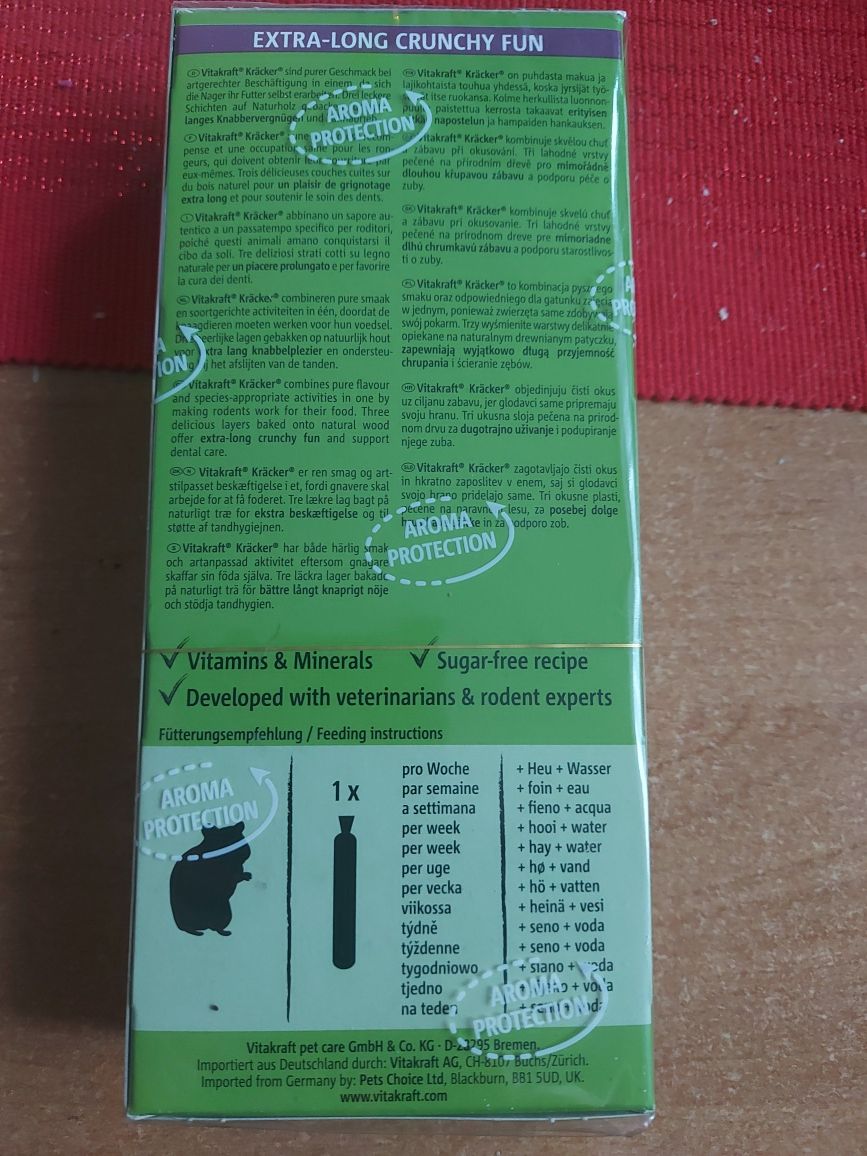 EXTRA-LONG CRUNCHY FUN
Ⓓ Vitakraft® Kräcker® sind purer Geschmack bei
artgerechter Beschäftigung in einem, da sich
die Nager ihr Futter selbst erarbeiten. Drei leckere
Schichten auf Naturholz
langes Knabbervergnügen und
Ⓕ Vitakraft® Kräcker®
pense et une occupation saine pour les ron-
geurs, qui doivent obtenir leur par
eux-mêmes. Trois délicieuses couches cuites sur
du bois naturel pour un plaisir de grignotage
extra long et pour soutenir le soin des dents.
Ⓘ Vitakraft® Kräcker® abbinano un sapore au-
tentico a un passatempo specifico per roditori,
poiché questi animali amano conquistarsi il
cibo da soli. Tre deliziosi strati cotti su legno
naturale per un piacere prolungato e per favorire
la cura dei denti.
Vitakraft® Kräcker® combineren pure smaak
en soortgerichte activiteiten in één, doordat de
knaagdieren moeten werken voor hun voedsel.
Drie heerlijke lagen gebakken op natuurlijk hout
voor extra lang knabbelplezier en ondersteu-
ning bij het afslijten van de tanden.
Vitakraft® Kräcker® combines pure flavour
and species-appropriate activities in one by
making rodents work for their food. Three
delicious layers baked onto natural wood
offer extra-long crunchy fun and support
dental care.
ⒹⓀⓃ Vitakraft® Kräcker® er ren smag og art-
stilpasset beskæftigelse i et, fordi gnavere skal
arbejde for at få foderet. Tre lækre lag bagt på
naturligt træ for ekstra beskæftigelse og til
støtte af tandhygiejnen.
Ⓢ Vitakraft® Kräcker® har både härlig smak
och artanpassad aktivitet eftersom gnagare
skaffar sin föda själva. Tre läckra lager bakade
på naturligt trä för bättre långt knaprigt nöje
och stödja tandhygien.
Vitakraft® Kräcker® on puhdasta makua ja
lajikohtaista touhua yhdessä, koska jyrsijät työ-
itse ruokansa. Kolme herkullista luonnon-
puulle paistettua kerrosta takaavat erityisen
napostelun ja hampaiden hankauksen.
Vitakraft® Kräcker® kombinuje skvělou chuť
a zábavu při okusování. Tři lahodné vrstvy
pečené na přírodním dřevě pro mimořádně
dlouhou křupavou zábavu a podporu péče o
zuby.
Vitakraft® Kräcker® kombinuje skvelú chuť
a zábavu pri okusovanie. Tri lahodné vrstvy
pečené na prírodnom dreve pre mimoriadne
dlhú chrumkavú zábavu a podporu starostlivos-
ti o zuby.
Vitakraft® Kräcker® to kombinacja pysznego
smaku oraz odpowiedniego dla gatunku zajęcia
w jednym, ponieważ zwierzęta same zdobywają
swój pokarm. Trzy wyśmienite warstwy delikatnie
opiekane na naturalnym drewnianym patyczku,
zapewniają wyjątkowo długą przyjemność
chrupania i ścieranie zębów.
Vitakraft® Kräcker® objedinjuju čisti okus
uz ciljanu zabavu, jer glodavci same pripremaju
svoju hranu. Tri ukusna sloja pečena na prirod-
nom drvu za dugotrajno uživanje i podupiranje
njege zuba.
Vitakraft® Kräcker® zagotavljajo čisti okus
in hkratno zaposlitev v enem, saj si glodavci
svojo hrano pridelajo same. Tri okusne plasti,
pečene na naravnem lesu, za posebej dolge
in za podporo zob.
AROMA
PROTECTION
AROMA
PROTECTION
Vitamins & Minerals
Sugar-free recipe
Developed with veterinarians & rodent experts
Fütterungsempfehlung / Feeding instructions
AROMA
PROTECTION
1 x
pro Woche + Heu + Wasser
par semaine + foin + eau
a settimana + fieno + acqua
per week + hooi + water
per week + hay + water
per uge + hø + vand
per vecka + hö + vatten
viikossa + heinä + vesi
týdně + seno + voda
týždenne + seno + voda
tygodniowo + siano + woda
tjedno + voda
na teden
AROMA
PROTECTION
Vitakraft pet care GmbH & Co. KG · D-28295 Bremen.
Importiert aus Deutschland durch: Vitakraft AG, CH-8107 Buchs/Zürich.
Imported from Germany by: Pets Choice Ltd, Blackburn, BB1 5UD, UK.
www.vitakraft.com